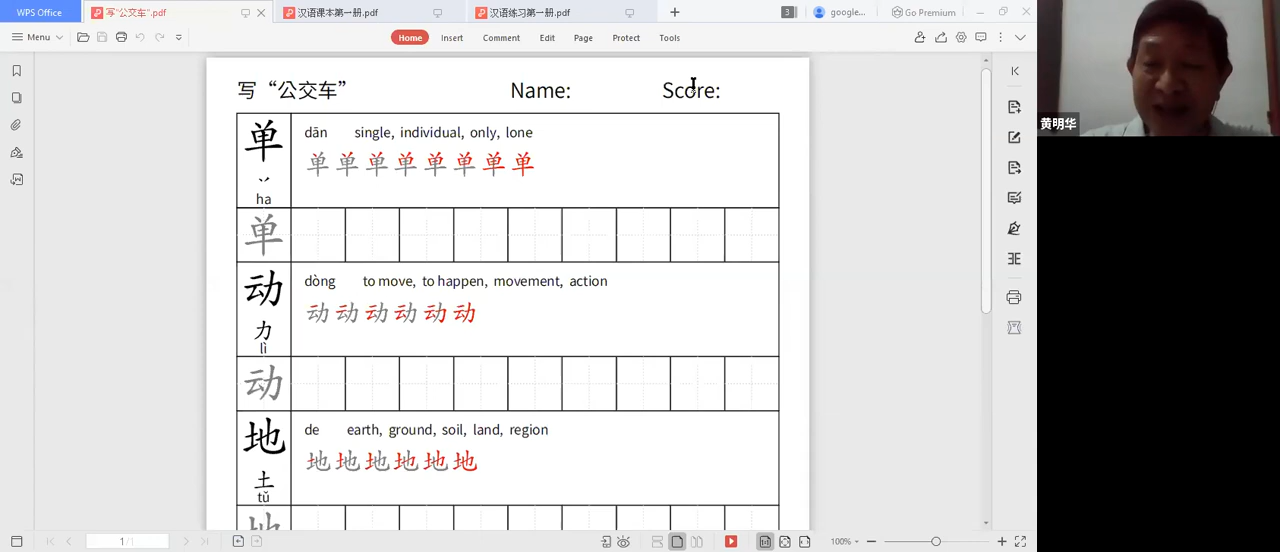 WPS Office
写“公交车”.pdf
汉语课本第一册.pdf
汉语练习第一册.pdf
3
google...
Go Premium
Menu
Home
Insert
Comment
Edit
Page
Protect
Tools
黄明华
写“公交车”
Name:
Score:
单
dān single, individual, only, lone
单 单 单 单 单 单 单 单
丷
ha
单
动
dòng to move, to happen, movement, action
动 动 动 动 动 动
力
lì
动
地
de earth, ground, soil, land, region
地 地 地 地 地 地
土
tǔ
地
1/1
100%